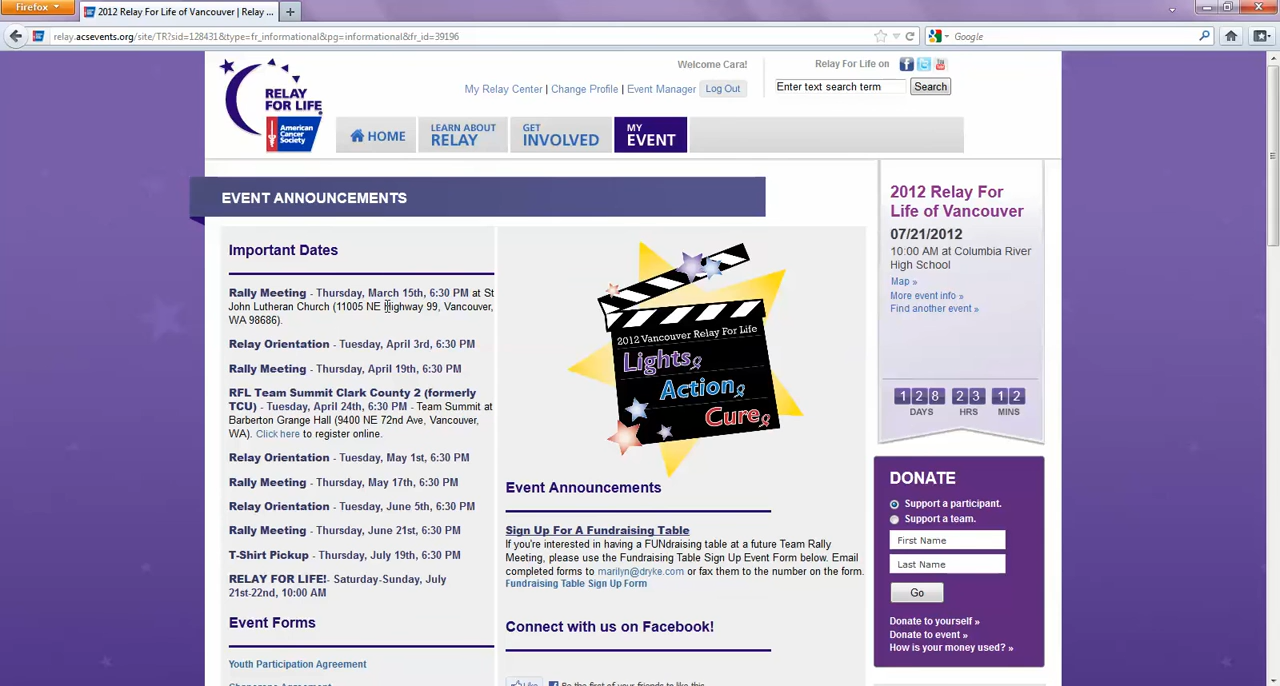 Firefox
2012 Relay For Life of Vancouver | Relay ...
relay.acsevents.org/site/TR?sid=128431&type=fr_informational&pg=informational&fr_id=39196
Google
RELAY
FOR LIFE
American
Cancer
Society
Welcome Cara!
My Relay Center | Change Profile | Event Manager Log Out
Relay For Life on
Enter text search term Search
HOME
LEARN ABOUT
RELAY
GET
INVOLVED
MY
EVENT
EVENT ANNOUNCEMENTS
Important Dates
Rally Meeting - Thursday, March 15th, 6:30 PM at St
John Lutheran Church (11005 NE Highway 99, Vancouver,
WA 98686).
Relay Orientation - Tuesday, April 3rd, 6:30 PM
Rally Meeting - Thursday, April 19th, 6:30 PM
RFL Team Summit Clark County 2 (formerly
TCU) - Tuesday, April 24th, 6:30 PM - Team Summit at
Barberton Grange Hall (9400 NE 72nd Ave, Vancouver,
WA). Click here to register online.
Relay Orientation - Tuesday, May 1st, 6:30 PM
Rally Meeting - Thursday, May 17th, 6:30 PM
Relay Orientation - Tuesday, June 5th, 6:30 PM
Rally Meeting - Thursday, June 21st, 6:30 PM
T-Shirt Pickup - Thursday, July 19th, 6:30 PM
RELAY FOR LIFE!- Saturday-Sunday, July
21st-22nd, 10:00 AM
Event Forms
Youth Participation Agreement
Chaperone Agreement
2012 Vancouver Relay For Life
Lights
Action
Cure
Event Announcements
Sign Up For A Fundraising Table
If you're interested in having a FUNdraising table at a future Team Rally
Meeting, please use the Fundraising Table Sign Up Event Form below. Email
completed forms to marilyn@dryke.com or fax them to the number on the form.
Fundraising Table Sign Up Form
Connect with us on Facebook!
Like Be the first of your friends to like this.
2012 Relay For
Life of Vancouver
07/21/2012
10:00 AM at Columbia River
High School
Map »
More event info »
Find another event »
128 23 12
DAYS HRS MINS
DONATE
Support a participant.
Support a team.
First Name
Last Name
Go
Donate to yourself »
Donate to event »
How is your money used? »